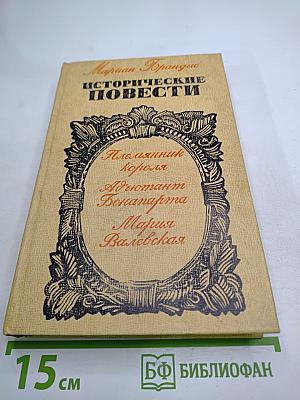 Мариан Брандыс
ИСТОРИЧЕСКИЕ
ПОВЕСТИ
Племянник
короля
Адъютант
Бонапарта
Мария
Валевская
15 см
БФ БИБЛИОФАН